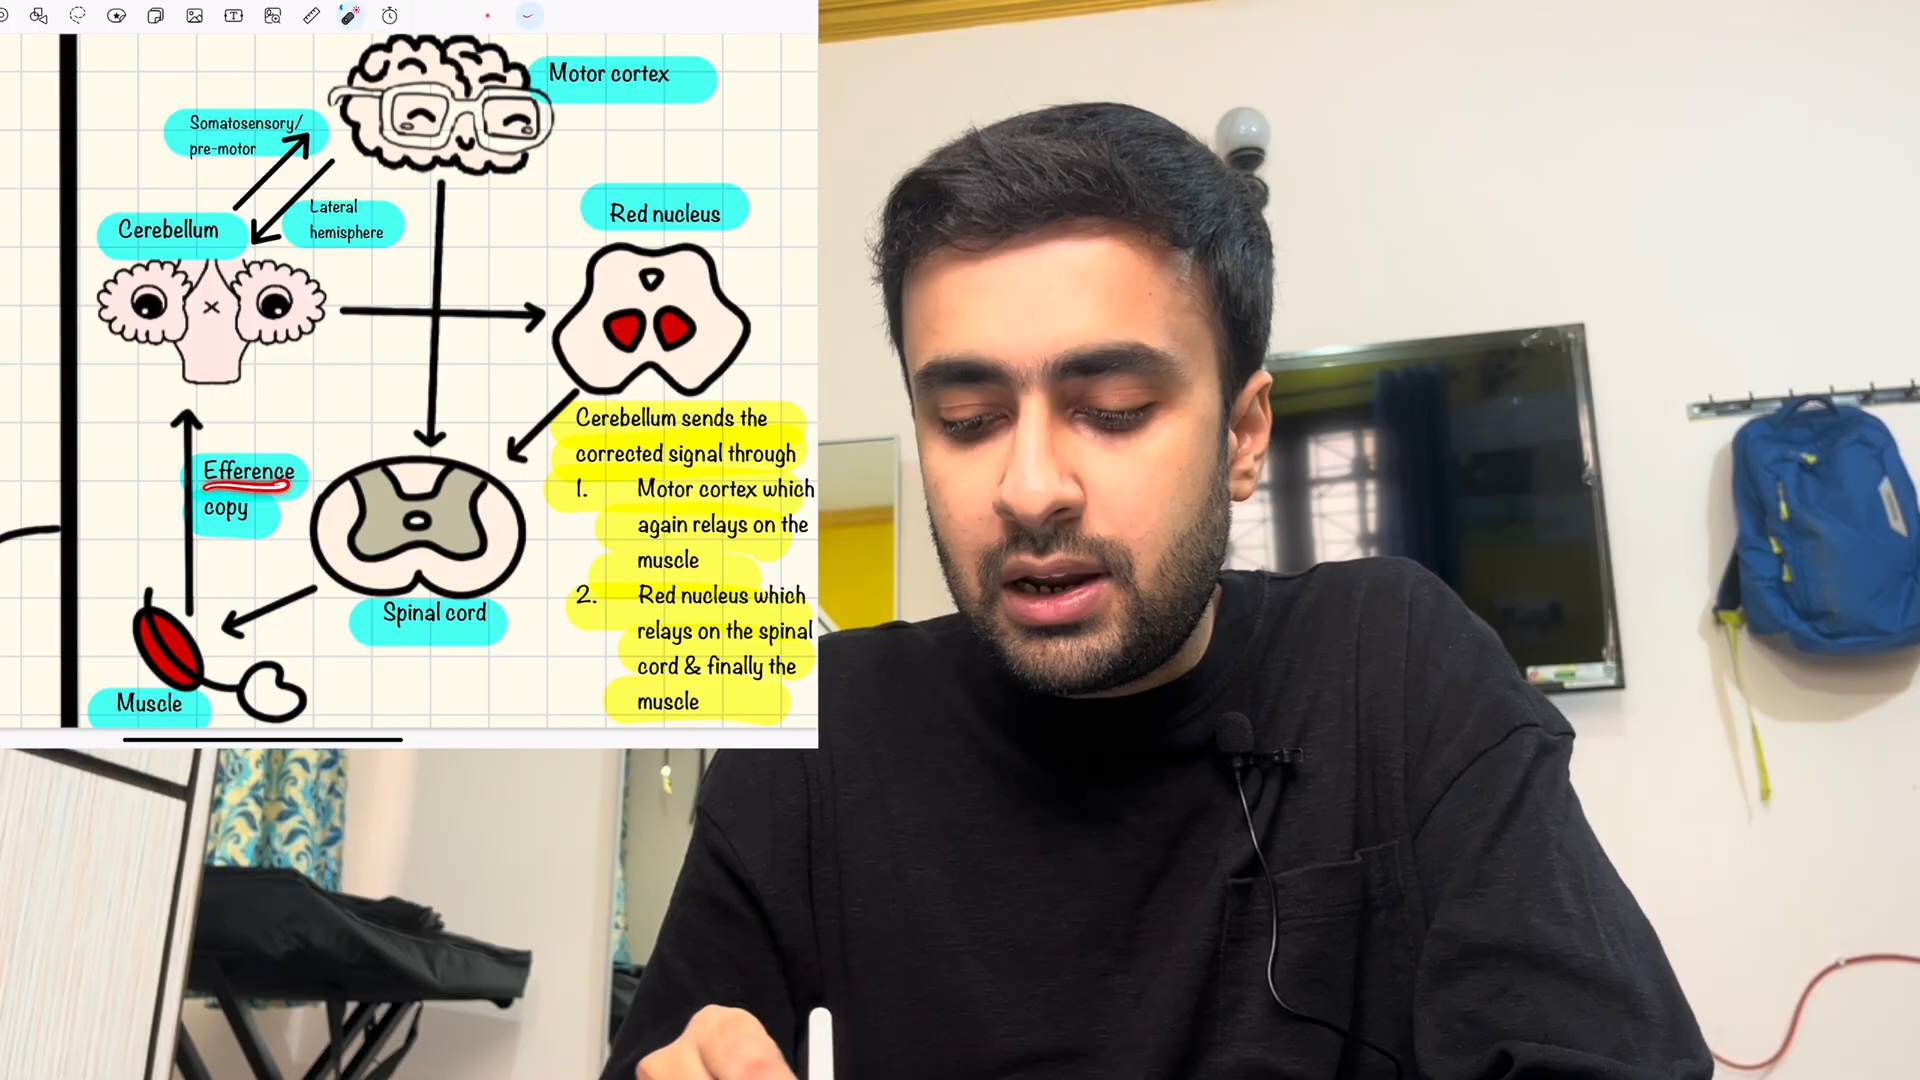 Motor cortex
Somatosensory/
pre-motor
Lateral
hemisphere
Cerebellum
Red nucleus
Efference
copy
Spinal cord
Muscle
Cerebellum sends the
corrected signal through
1. Motor cortex which
again relays on the
muscle
2. Red nucleus which
relays on the spinal
cord & finally the
muscle